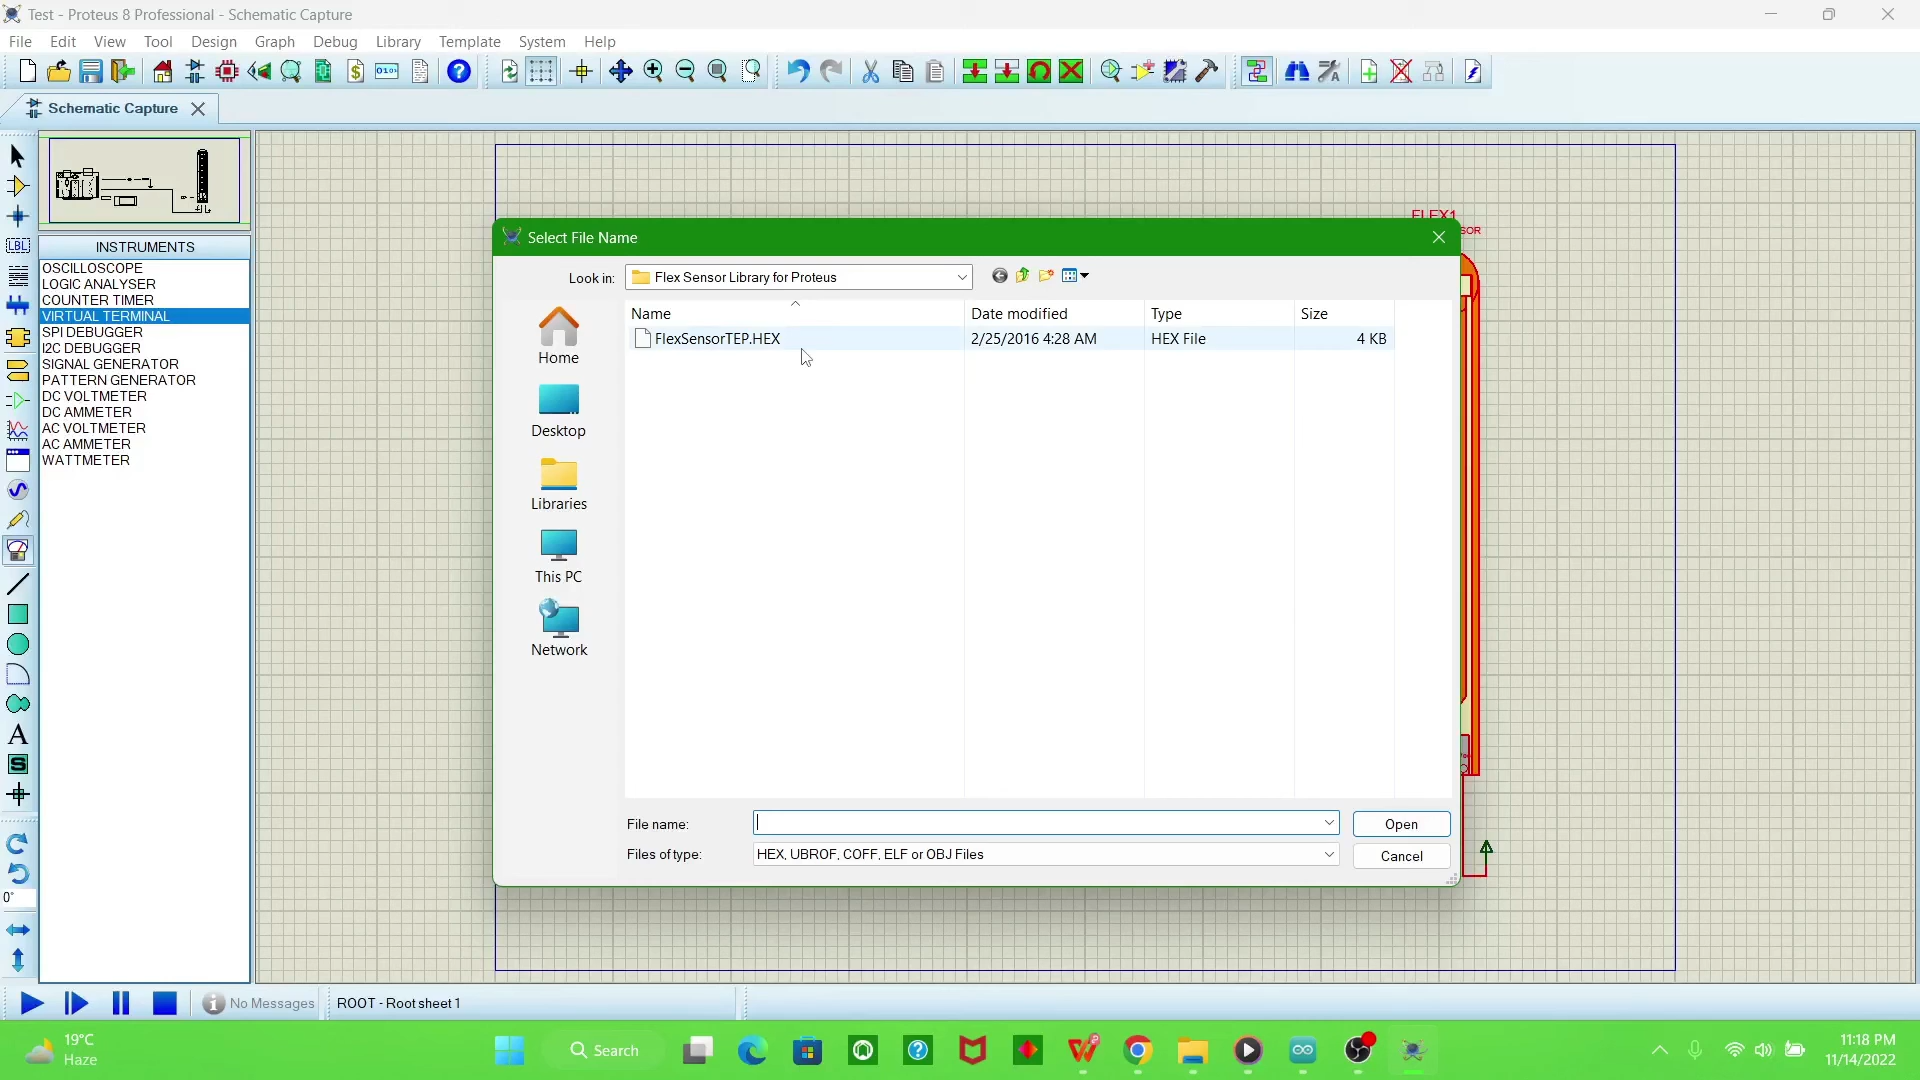 Test - Proteus 8 Professional - Schematic Capture
File Edit View Tool Design Graph Debug Library Template System Help
Schematic Capture
INSTRUMENTS
OSCILLOSCOPE
LOGIC ANALYSER
COUNTER TIMER
VIRTUAL TERMINAL
SPI DEBUGGER
I2C DEBUGGER
SIGNAL GENERATOR
PATTERN GENERATOR
DC VOLTMETER
DC AMMETER
AC VOLTMETER
AC AMMETER
WATTMETER
LBL
A
S
0°
FLEX1
SOR
Select File Name
Look in: Flex Sensor Library for Proteus
Name Date modified Type Size
FlexSensorTEP.HEX 2/25/2016 4:28 AM HEX File 4 KB
Home
Desktop
Libraries
This PC
Network
File name: Open
Files of type: HEX, UBROF, COFF, ELF or OBJ Files Cancel
No Messages ROOT - Root sheet 1
19°C
Haze
Search
11:18 PM
11/14/2022